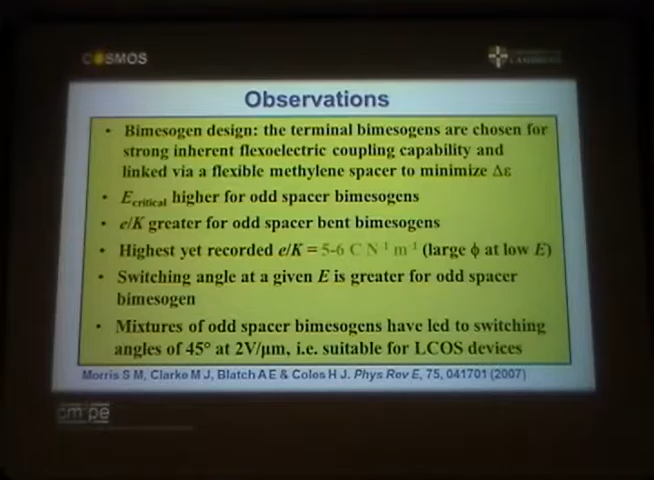 COSMOS
CAMBRIDGE
Observations
• Bimesogen design: the terminal bimesogens are chosen for
strong inherent flexoelectric coupling capability and
linked via a flexible methylene spacer to minimize Δε
• Ecritical higher for odd spacer bimesogens
• e/K greater for odd spacer bent bimesogens
• Highest yet recorded e/K = 5-6 C N⁻¹ m⁻¹ (large ϕ at low E)
• Switching angle at a given E is greater for odd spacer
bimesogen
• Mixtures of odd spacer bimesogens have led to switching
angles of 45° at 2V/μm, i.e. suitable for LCOS devices
Morris S M, Clarke M J, Blatch A E & Coles H J. Phys Rev E, 75, 041701 (2007)